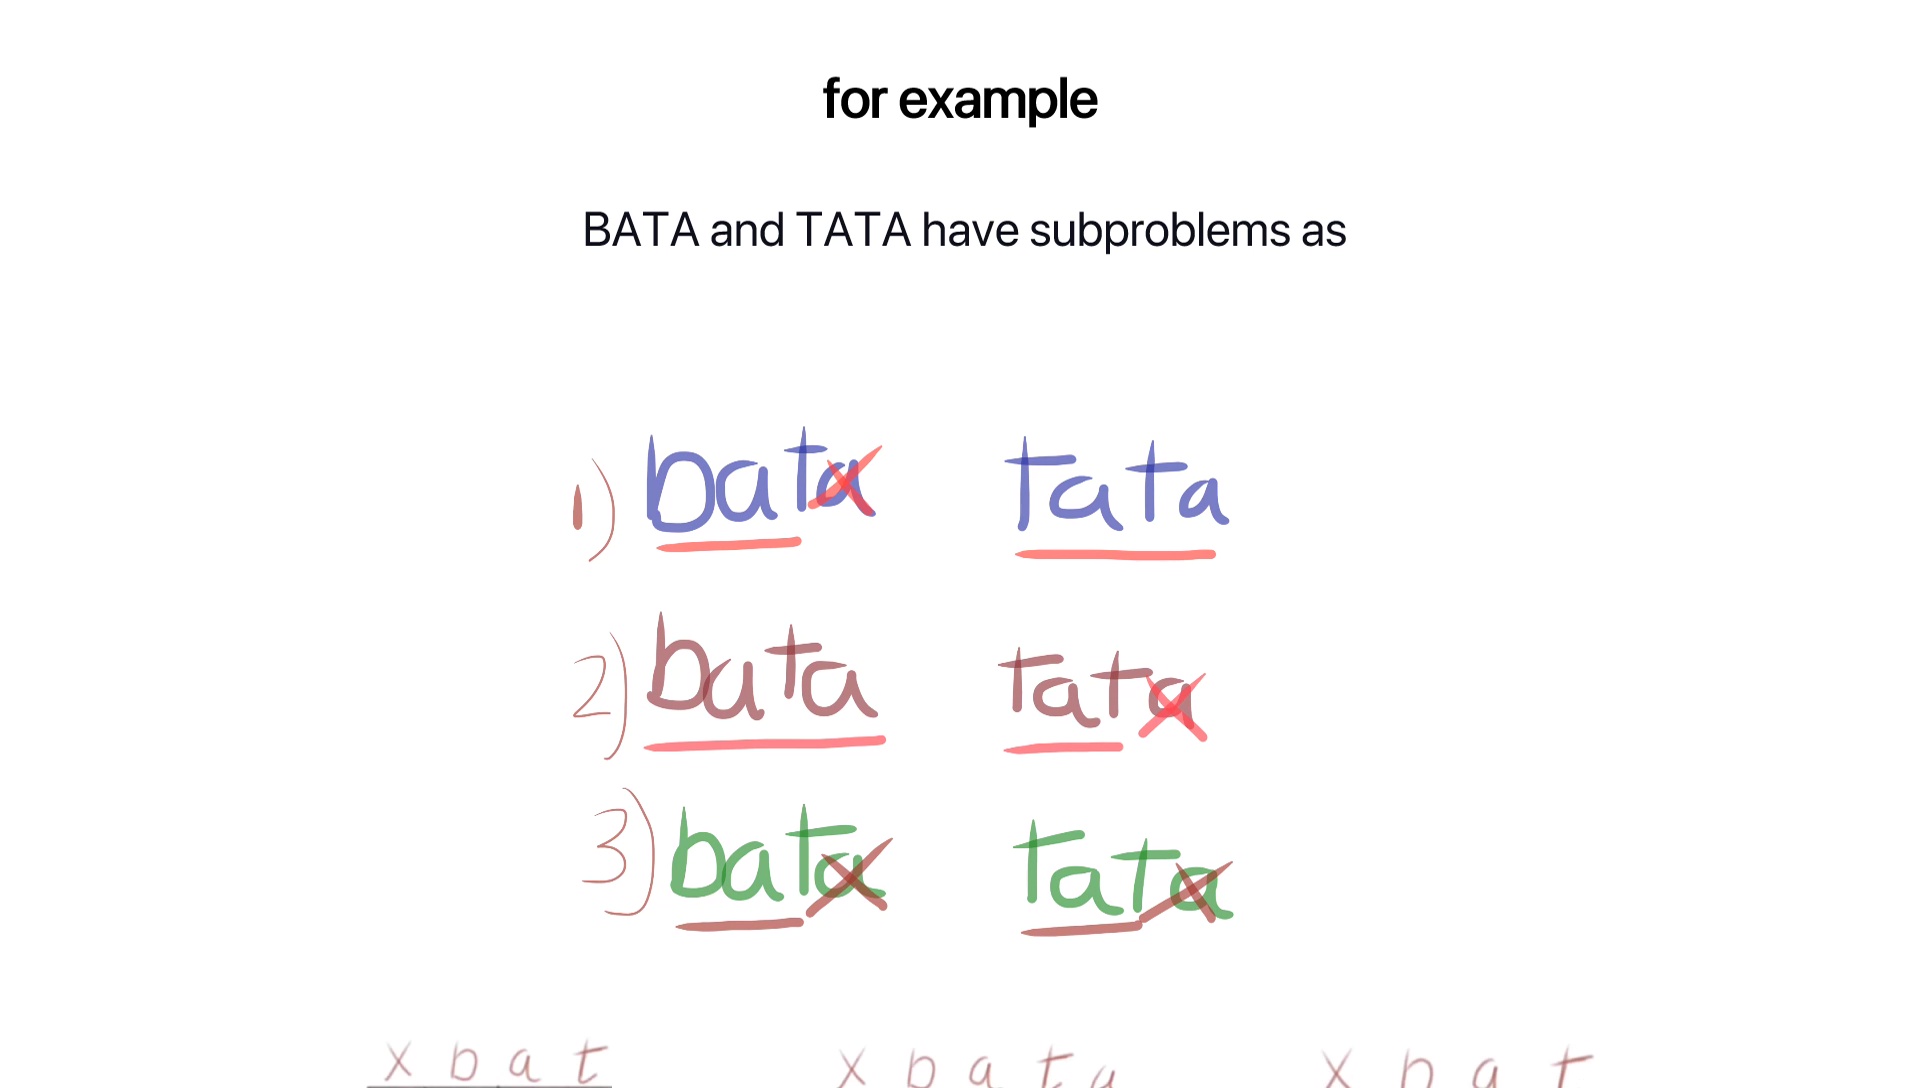 for example
BATA and TATA have subproblems as
1) bata tata
2) bata tata
3) bata tata
x b a t x b a t a x b a t